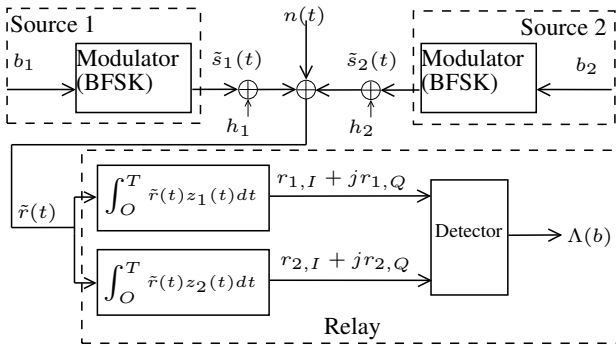 Source 1
n(t)
Source 2
b₁
Modulator
(BFSK)
s̃₁(t)
s̃₂(t)
Modulator
(BFSK)
b₂
h₁
h₂
r̃(t)
∫_O^T r̃(t)z₁(t)dt
r₁,I + jr₁,Q
Detector
Λ(b)
∫_O^T r̃(t)z₂(t)dt
r₂,I + jr₂,Q
Relay